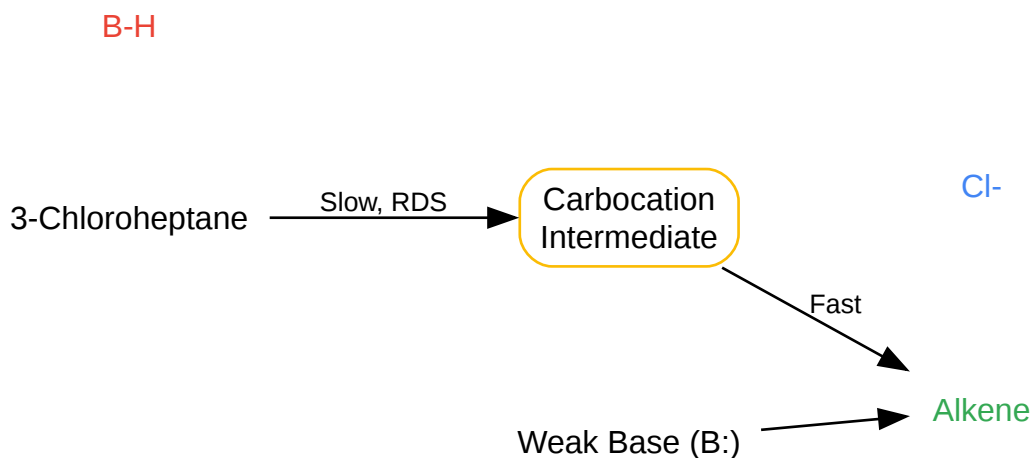 B-H
Cl-
Slow, RDS
3-Chloroheptane
Carbocation
Intermediate
Fast
Alkene
Weak Base (B:)